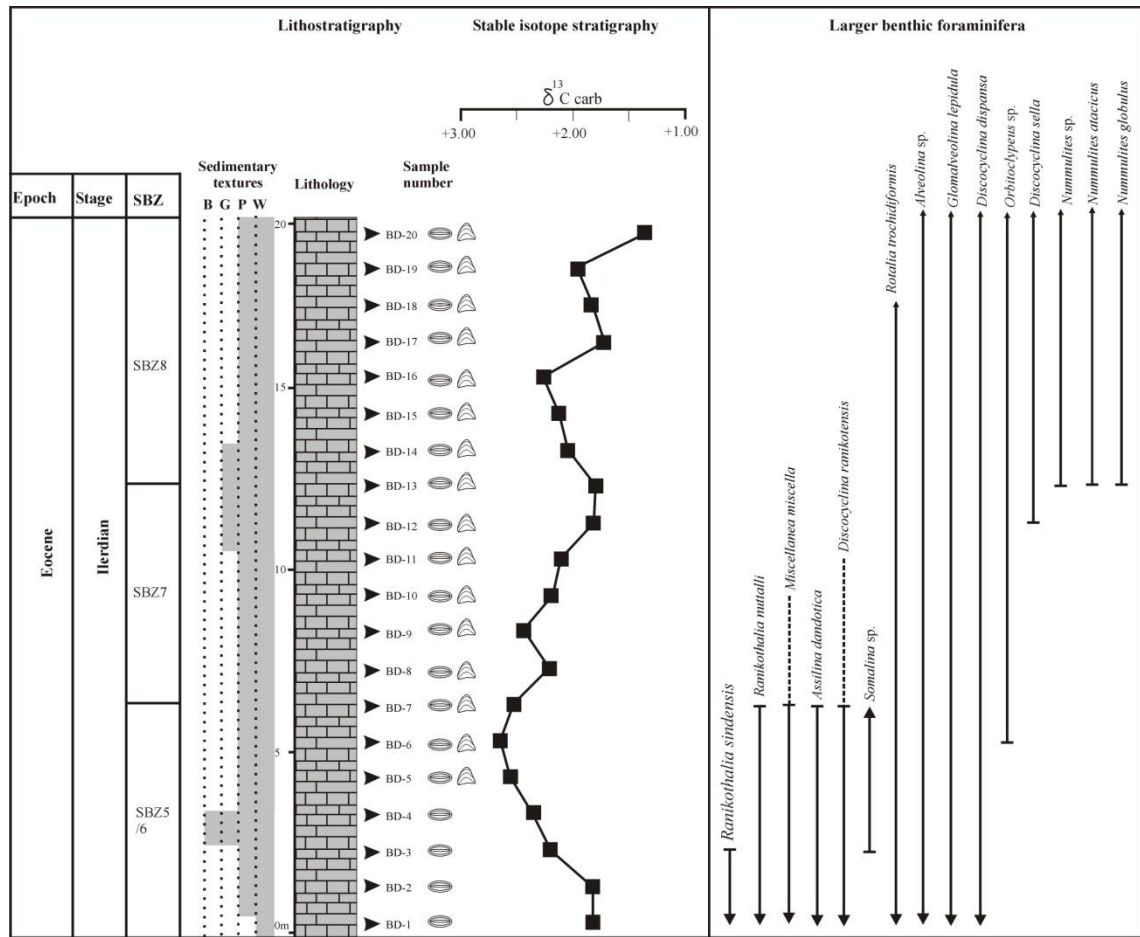 Lithostratigraphy
Stable isotope stratigraphy
Larger benthic foraminifera
δ13 C carb
+3.00
+2.00
+1.00
Sedimentary
textures
B G P W
Lithology
Sample
number
Epoch
Stage
SBZ
Eocene
Ilerdian
SBZ8
SBZ7
SBZ5
/6
20
15
10
5
0m
BD-20
BD-19
BD-18
BD-17
BD-16
BD-15
BD-14
BD-13
BD-12
BD-11
BD-10
BD-9
BD-8
BD-7
BD-6
BD-5
BD-4
BD-3
BD-2
BD-1
Ranikothalia sindensis
Ranikothalia nuttalli
Miscellanea miscella
Assilina dandotica
Discocyclina ranikotensis
Somalina sp.
Rotalia trochidiformis
Alveolina sp.
Glomalveolina lepidula
Discocyclina dispansa
Orbitoclypeus sp.
Discocyclina sella
Nummulites sp.
Nummulites atacicus
Nummulites globulus